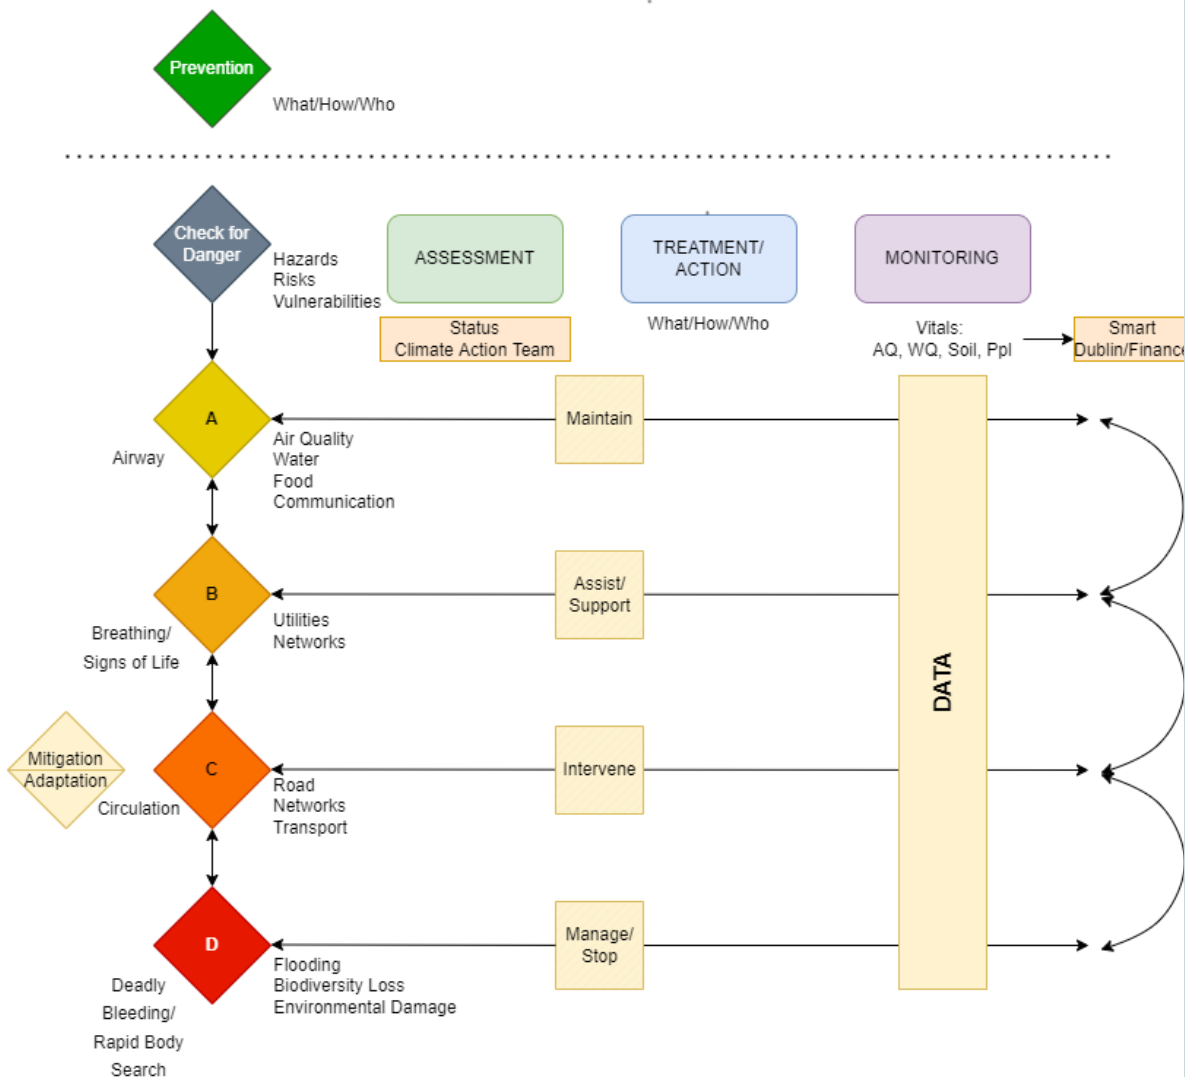 Prevention
What/How/Who
Check for
Danger
Hazards
Risks
Vulnerabilities
ASSESSMENT
TREATMENT/
ACTION
MONITORING
Status
Climate Action Team
What/How/Who
Vitals:
AQ, WQ, Soil, Ppl
Smart
Dublin/Finance
A
Airway
Air Quality
Water
Food
Communication
Maintain
B
Breathing/
Signs of Life
Utilities
Networks
Assist/
Support
DATA
Mitigation
Adaptation
C
Circulation
Road
Networks
Transport
Intervene
D
Deadly
Bleeding/
Rapid Body
Search
Flooding
Biodiversity Loss
Environmental Damage
Manage/
Stop